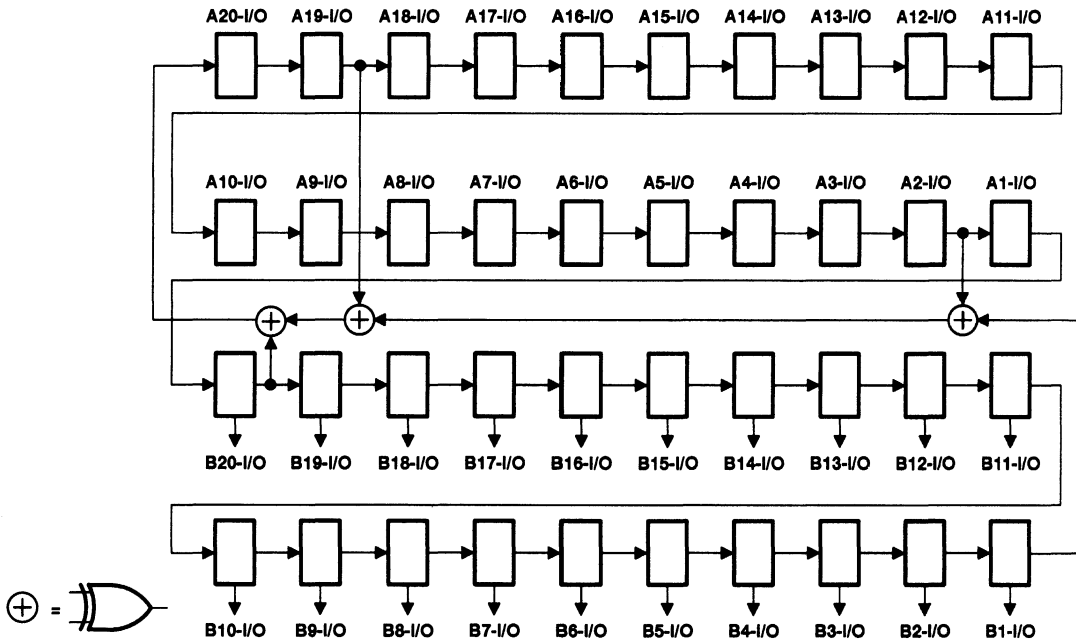 A20-I/O A19-I/O A18-I/O A17-I/O A16-I/O A15-I/O A14-I/O A13-I/O A12-I/O A11-I/O
A10-I/O A9-I/O A8-I/O A7-I/O A6-I/O A5-I/O A4-I/O A3-I/O A2-I/O A1-I/O
B20-I/O B19-I/O B18-I/O B17-I/O B16-I/O B15-I/O B14-I/O B13-I/O B12-I/O B11-I/O
=
B10-I/O B9-I/O B8-I/O B7-I/O B6-I/O B5-I/O B4-I/O B3-I/O B2-I/O B1-I/O